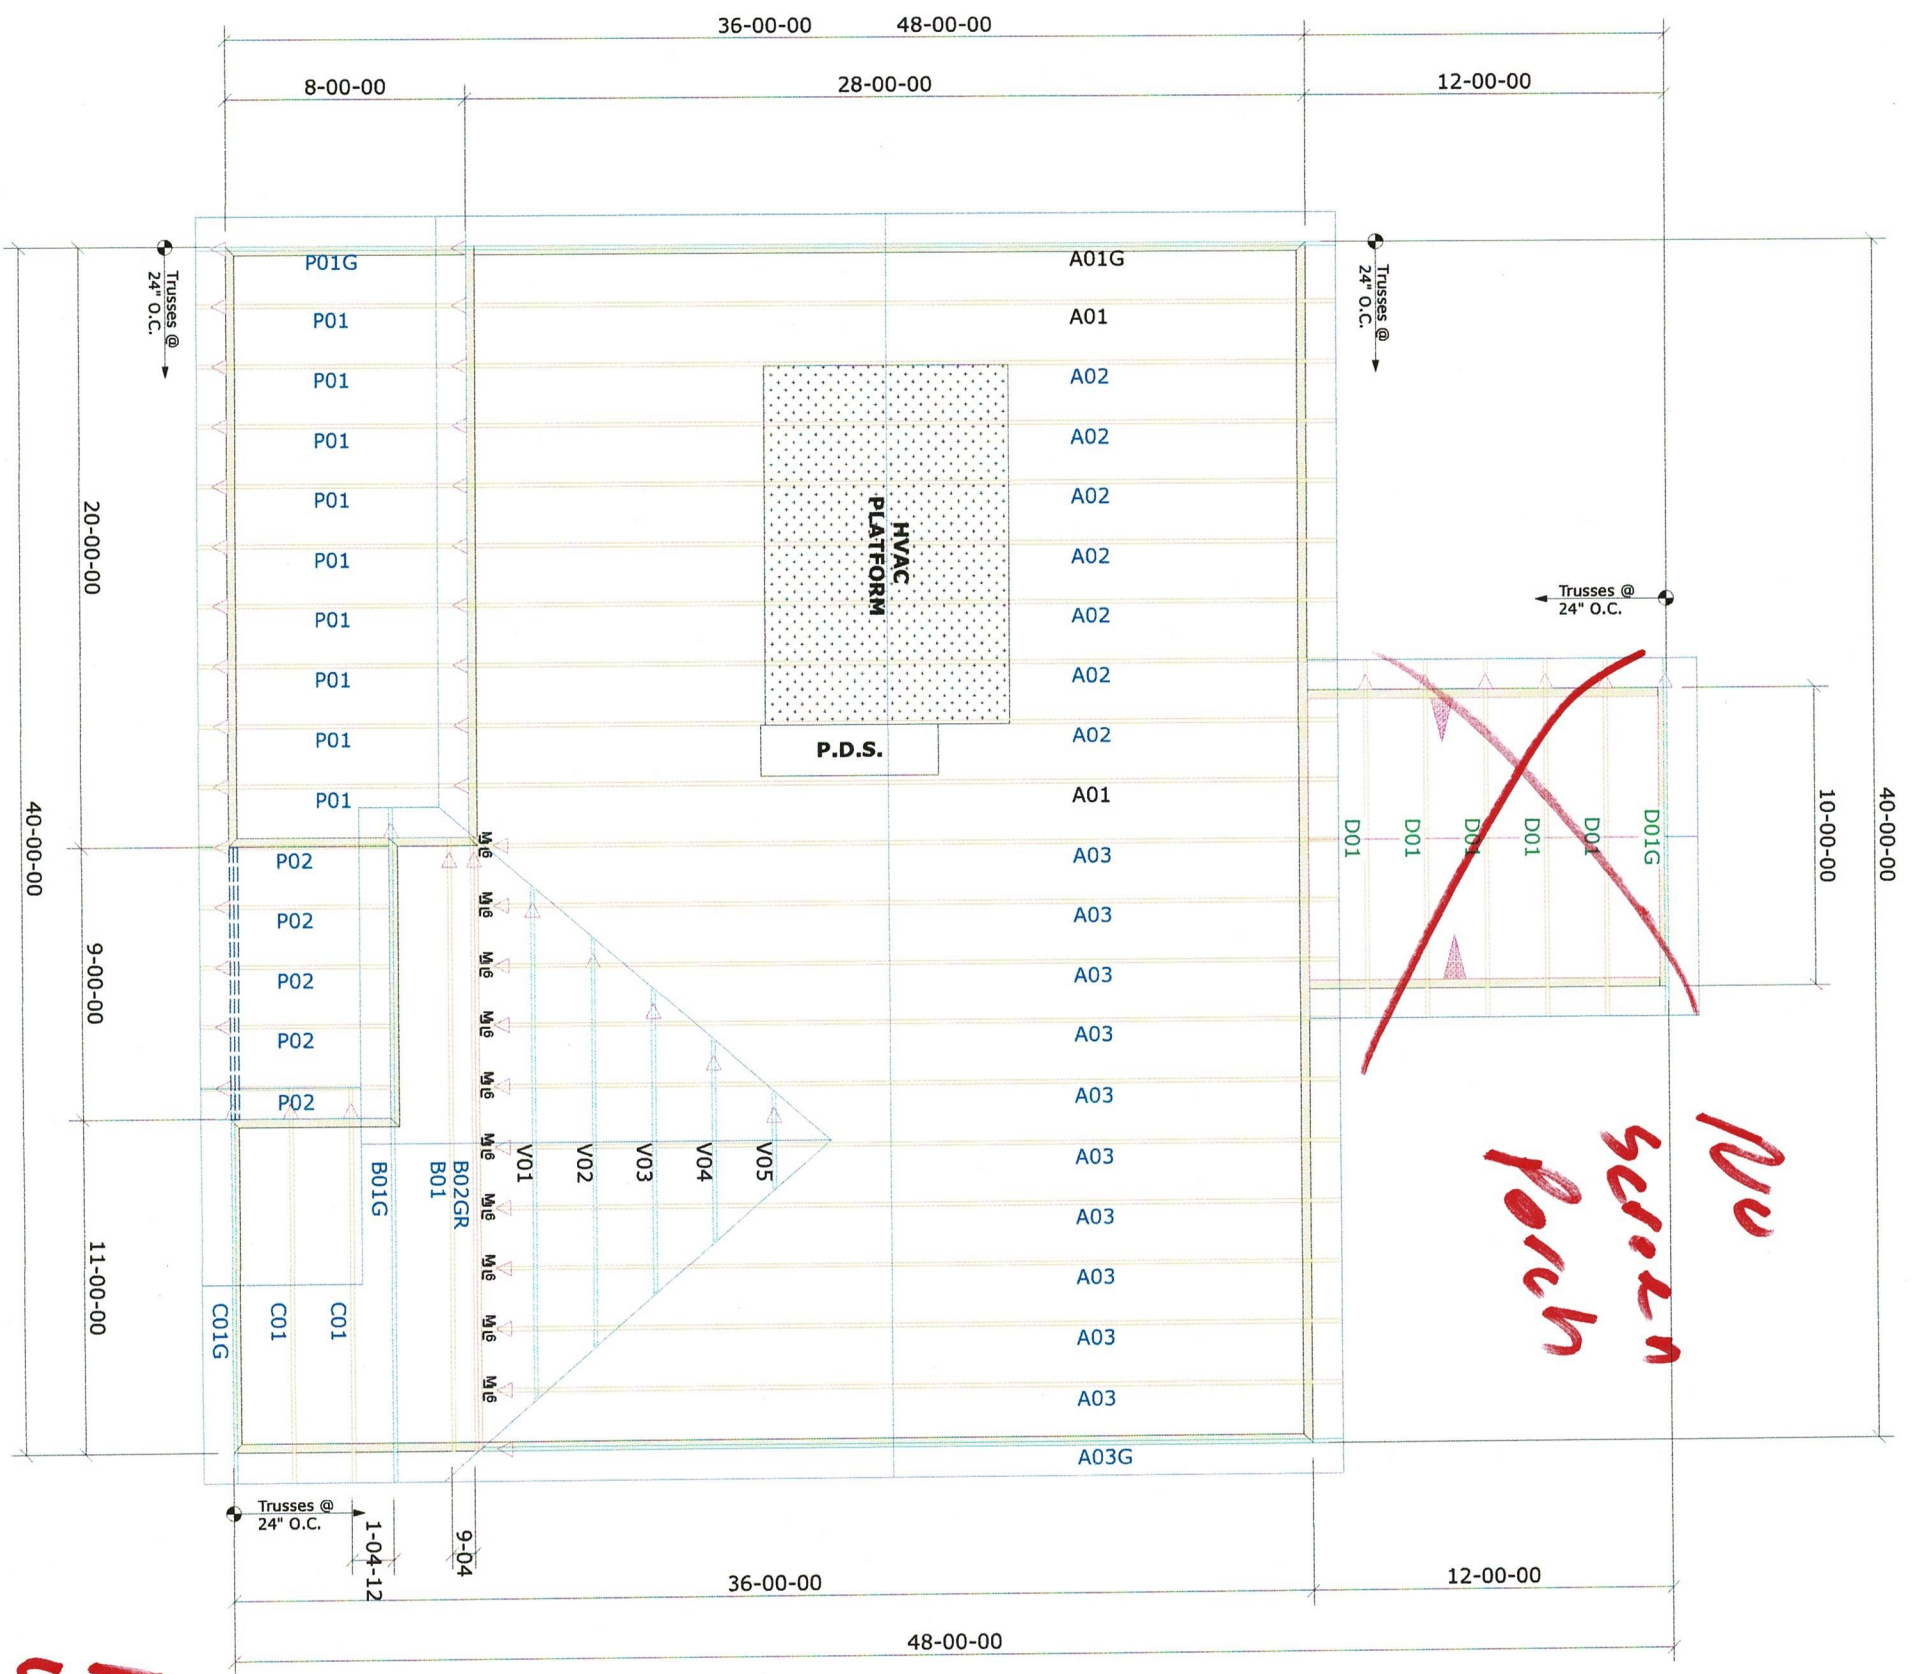 36-00-00
48-00-00
8-00-00
28-00-00
12-00-00
Trusses @
24" O.C.
Trusses @
24" O.C.
P01G
A01G
P01
A01
P01
A02
P01
A02
P01
A02
P01
A02
P01
A02
P01
A02
P01
A02
P01
A01
HVAC
PLATFORM
P.D.S.
Trusses @
24" O.C.
D01
D01
D01
D01
D01
D01G
10-00-00
40-00-00
20-00-00
40-00-00
9-00-00
11-00-00
P02
A03
P02
A03
P02
A03
P02
A03
P02
A03
A03
A03
A03
A03
A03
A03G
B01G
B01
B02GR
V01
V02
V03
V04
V05
C01G
C01
C01
No
screen
Porch
Trusses @
24" O.C.
1-04-12
9-04
36-00-00
12-00-00
48-00-00